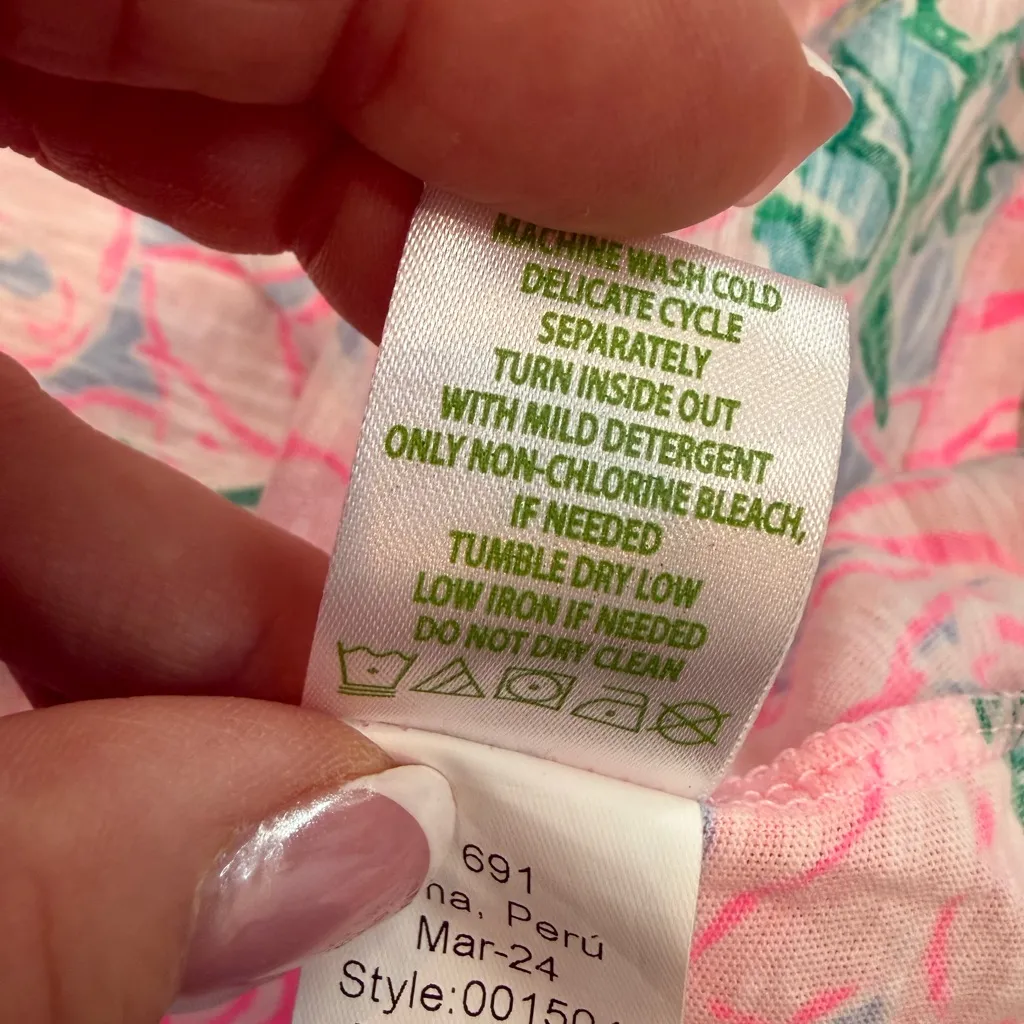 MACHINE WASH COLD
DELICATE CYCLE
SEPARATELY
TURN INSIDE OUT
WITH MILD DETERGENT
ONLY NON-CHLORINE BLEACH,
IF NEEDED
TUMBLE DRY LOW
LOW IRON IF NEEDED
DO NOT DRY CLEAN
691
Perú
Mar-24
Style: